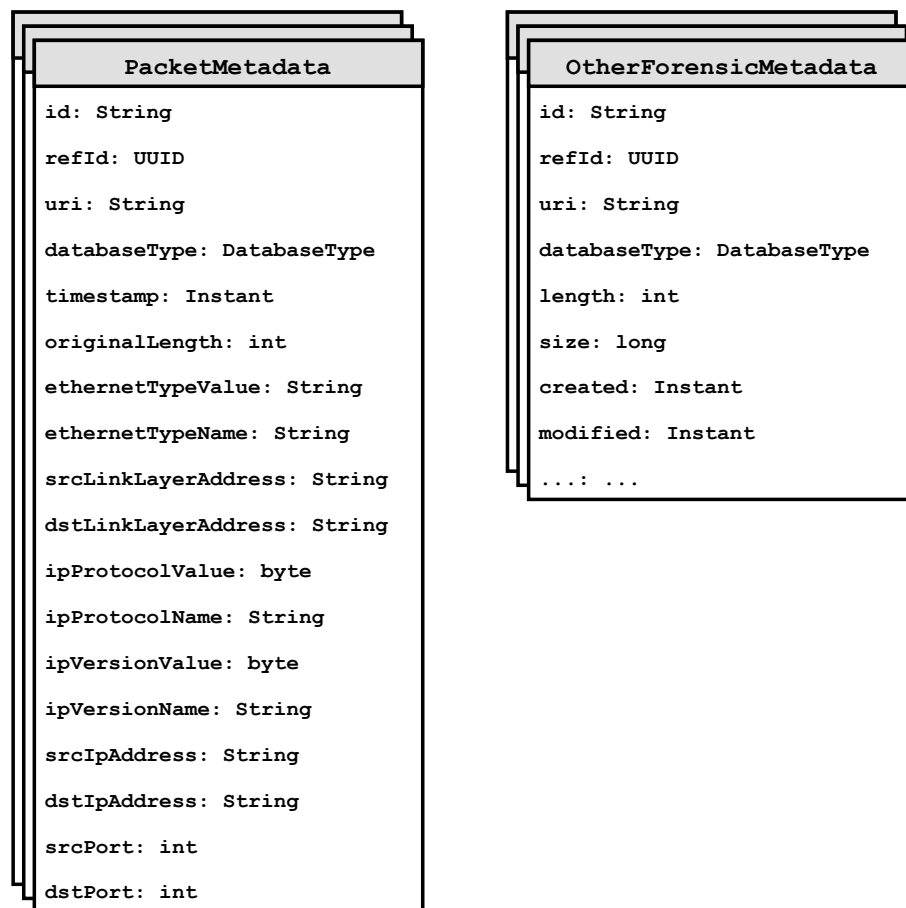 PacketMetadata
id: String
refId: UUID
uri: String
databaseType: DatabaseType
timestamp: Instant
originalLength: int
ethernetTypeValue: String
ethernetTypeName: String
srcLinkLayerAddress: String
dstLinkLayerAddress: String
ipProtocolValue: byte
ipProtocolName: String
ipVersionValue: byte
ipVersionName: String
srcIpAddress: String
dstIpAddress: String
srcPort: int
dstPort: int
OtherForensicMetadata
id: String
refId: UUID
uri: String
databaseType: DatabaseType
length: int
size: long
created: Instant
modified: Instant
...: ...